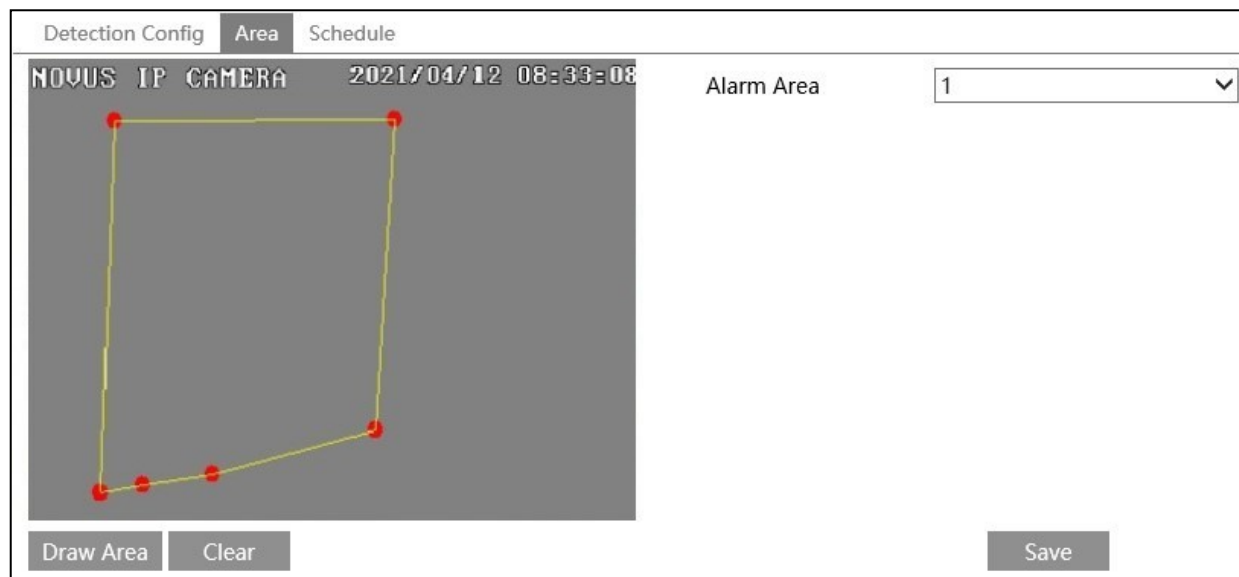 Detection Config Area Schedule
NOVUS IP CAMERA 2021/04/12 08:33:08
Alarm Area 1
Draw Area Clear Save